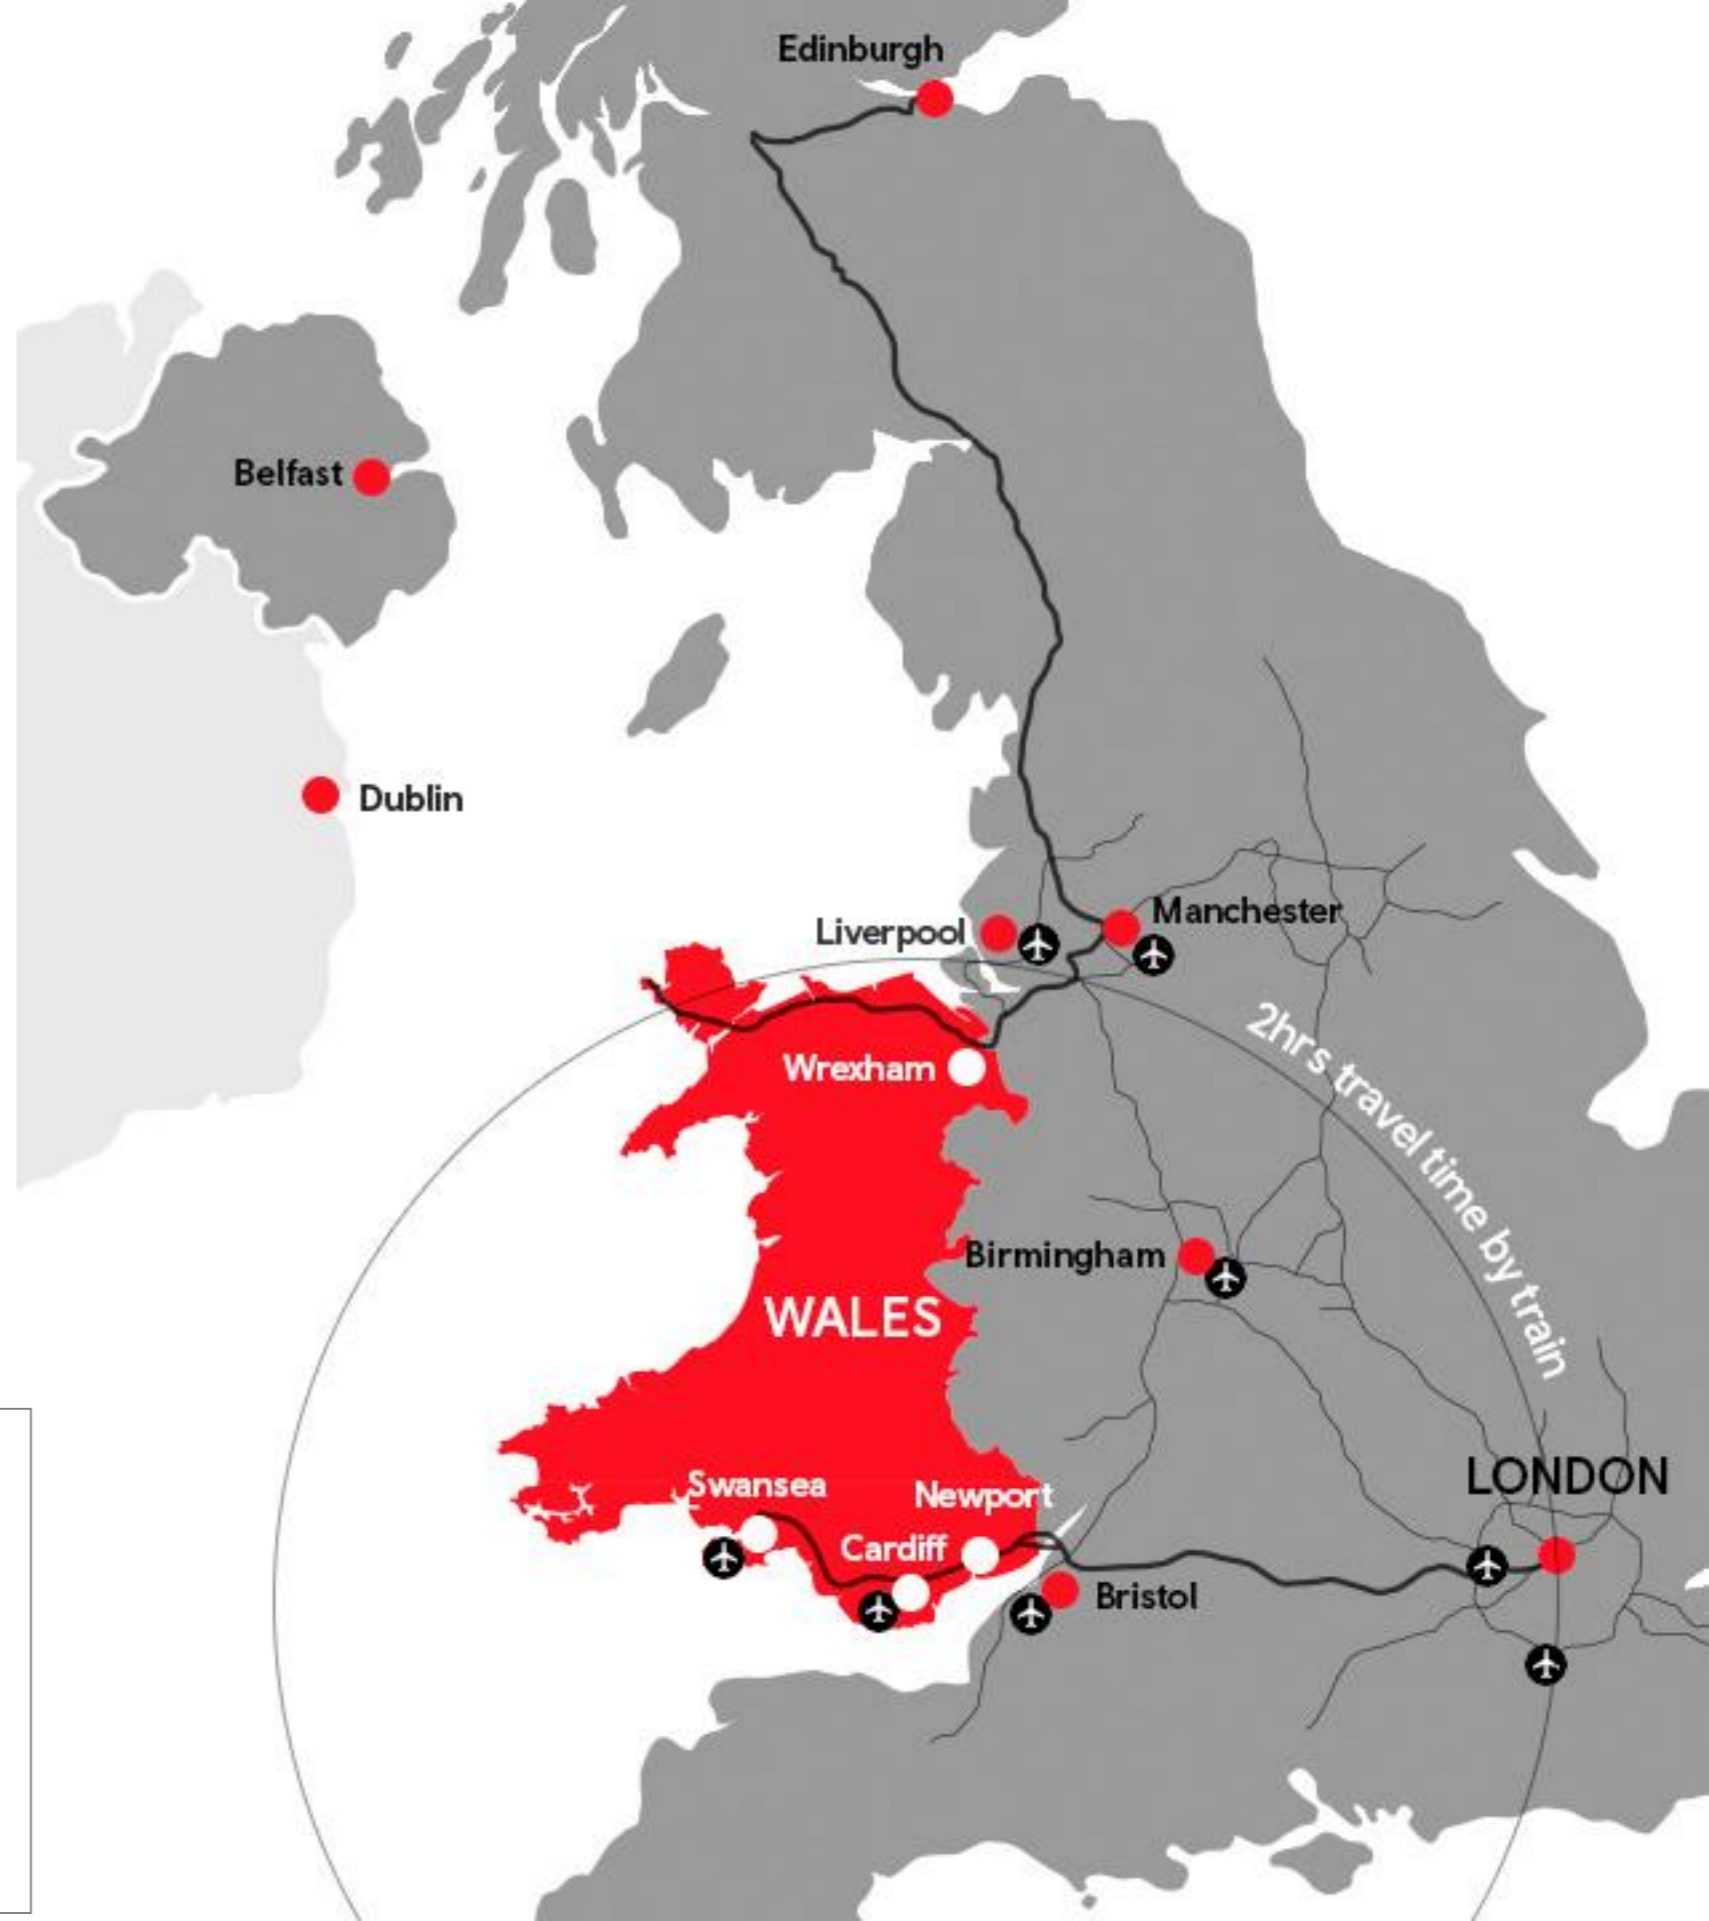 Edinburgh
Belfast
Dublin
Manchester
Liverpool
2hrs travel time by train
Wrexham
Birmingham
WALES
LONDON
Swansea
Newport
Cardiff
Bristol